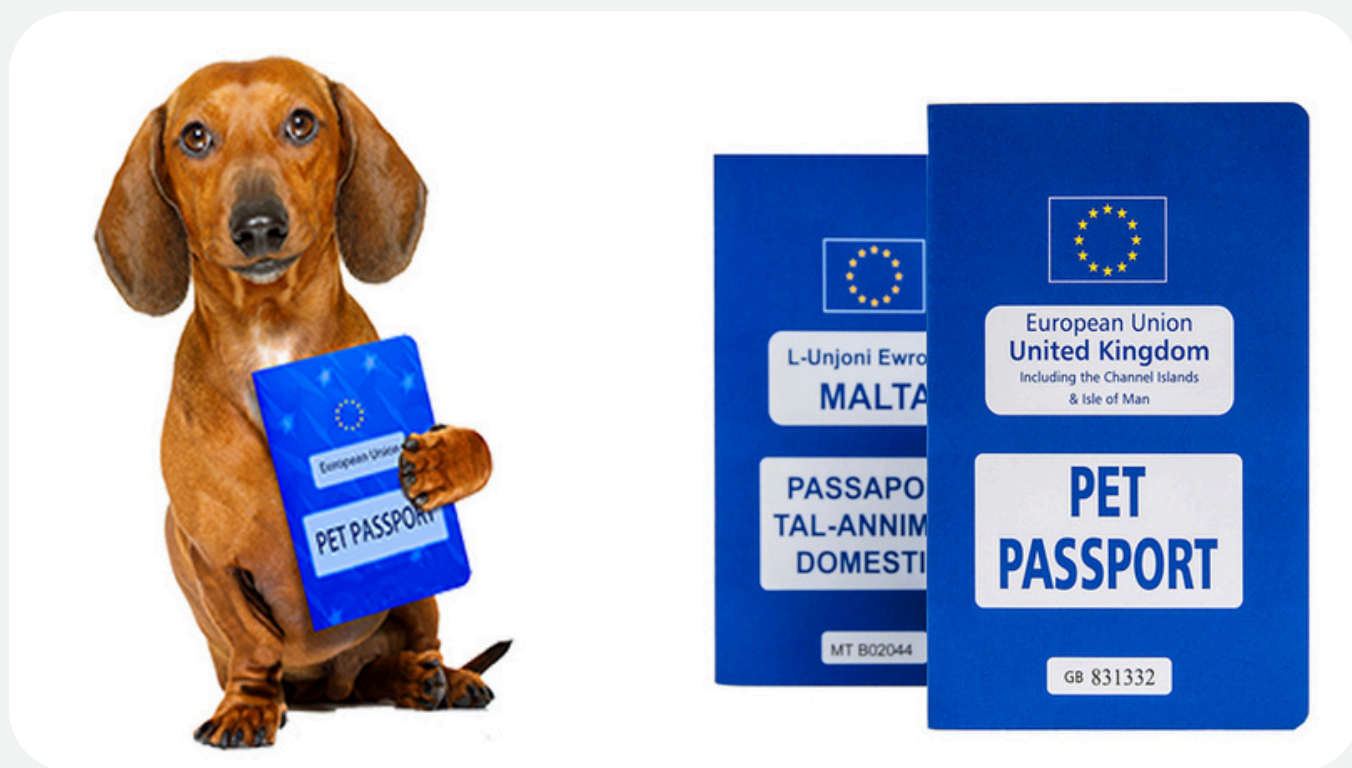 European Union
PET PASSPORT
L-Unjoni Ewro
MALTA
PASSAPO
TAL-ANNIM
DOMESTI
MT B02044
European Union
United Kingdom
Including the Channel Islands
& Isle of Man
PET
PASSPORT
GB 831332